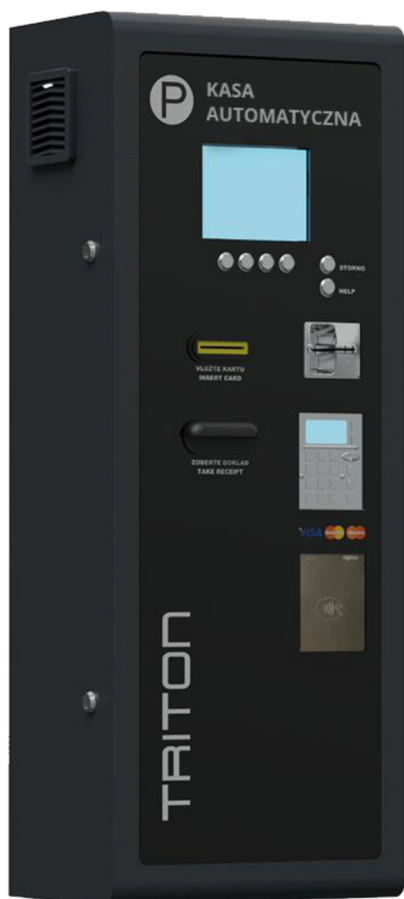 P
KASA
AUTOMATYCZNA
STORNO
HELP
VLOŽTE KARTU
INSERT CARD
ZOBERTE DOKLAD
TAKE RECEIPT
VISA
TRITON